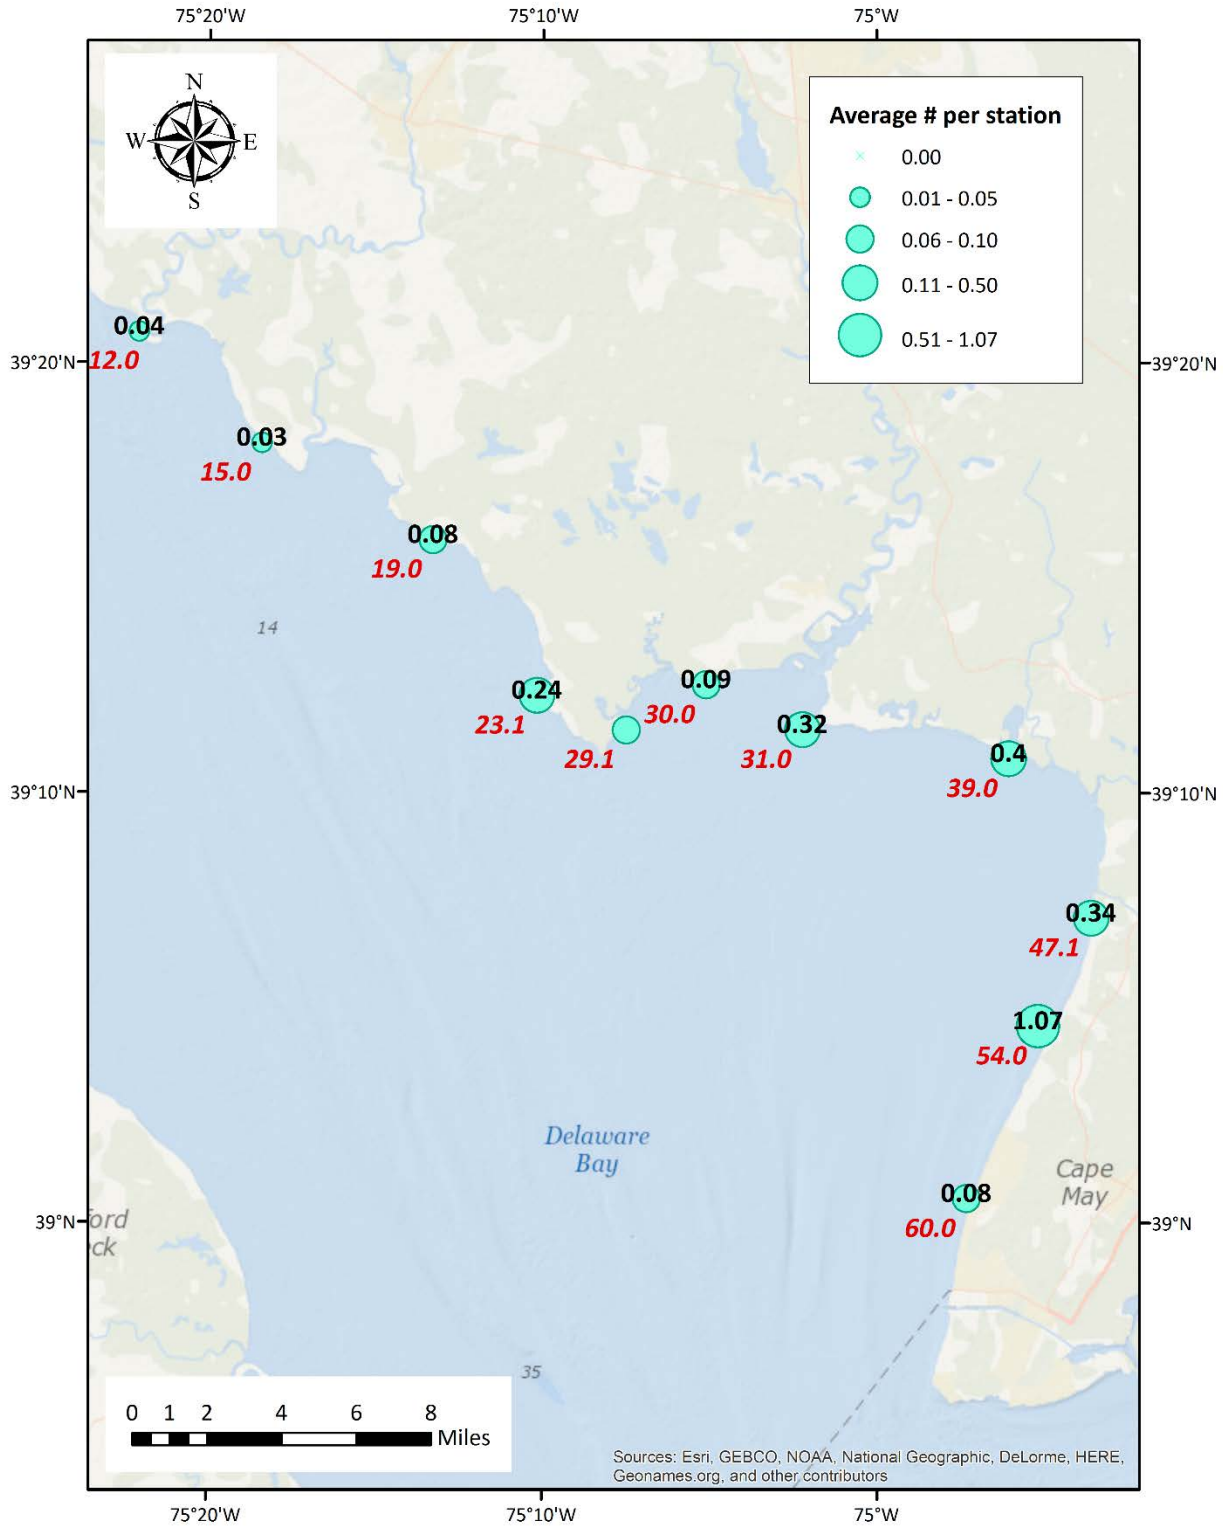 75°20'W 75°10'W 75°W
N
W E
S
Average # per station
0.00
0.01 - 0.05
0.06 - 0.10
0.11 - 0.50
0.51 - 1.07
0.04
12.0
39°20'N 39°20'N
0.03
15.0
0.08
19.0
14
0.24
23.1
29.1
0.09
30.0
0.32
31.0
0.4
39.0
39°10'N 39°10'N
0.34
47.1
1.07
54.0
Delaware
Bay
Cape
May
0.08
60.0
39°N 39°N
ford
ck
35
0 1 2 4 6 8
Miles
Sources: Esri, GEBCO, NOAA, National Geographic, DeLorme, HERE,
Geonames.org, and other contributors
75°20'W 75°10'W 75°W